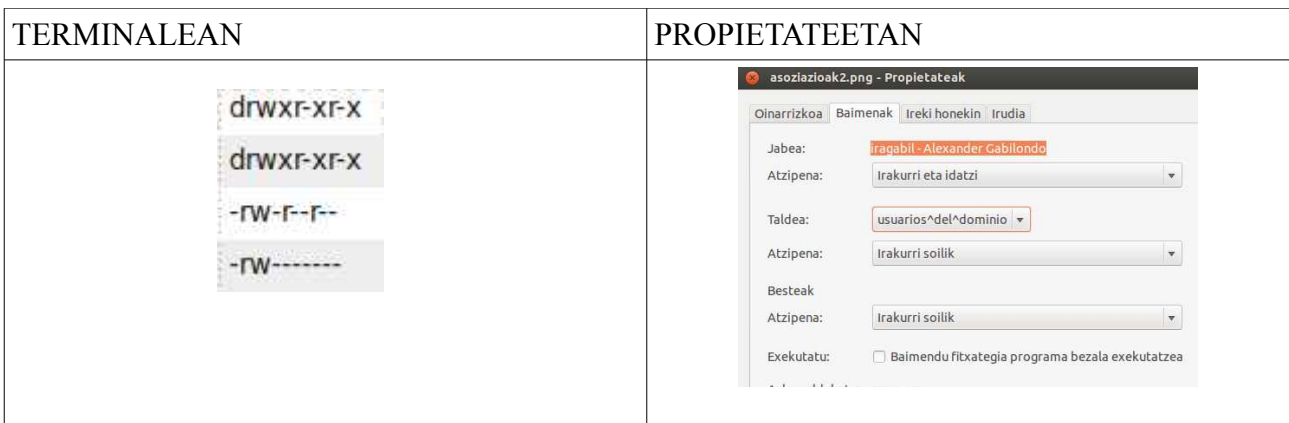 TERMINALEAN
PROPIETATEETAN
drwxr-xr-x
drwxr-xr-x
-rw-r--r--
-rw-------
asoziazioak2.png - Propietateak
Oinarrizkoa Baimenak Ireki honekin Irudia
Jabea: iragabil - Alexander Gabilondo
Atzipena: Irakurri eta idatzi
Taldea: usuarios^del^dominio
Atzipena: Irakurri soilik
Besteak
Atzipena: Irakurri soilik
Exekutatu: Baimendu fitxategia programa bezala exekutatzea